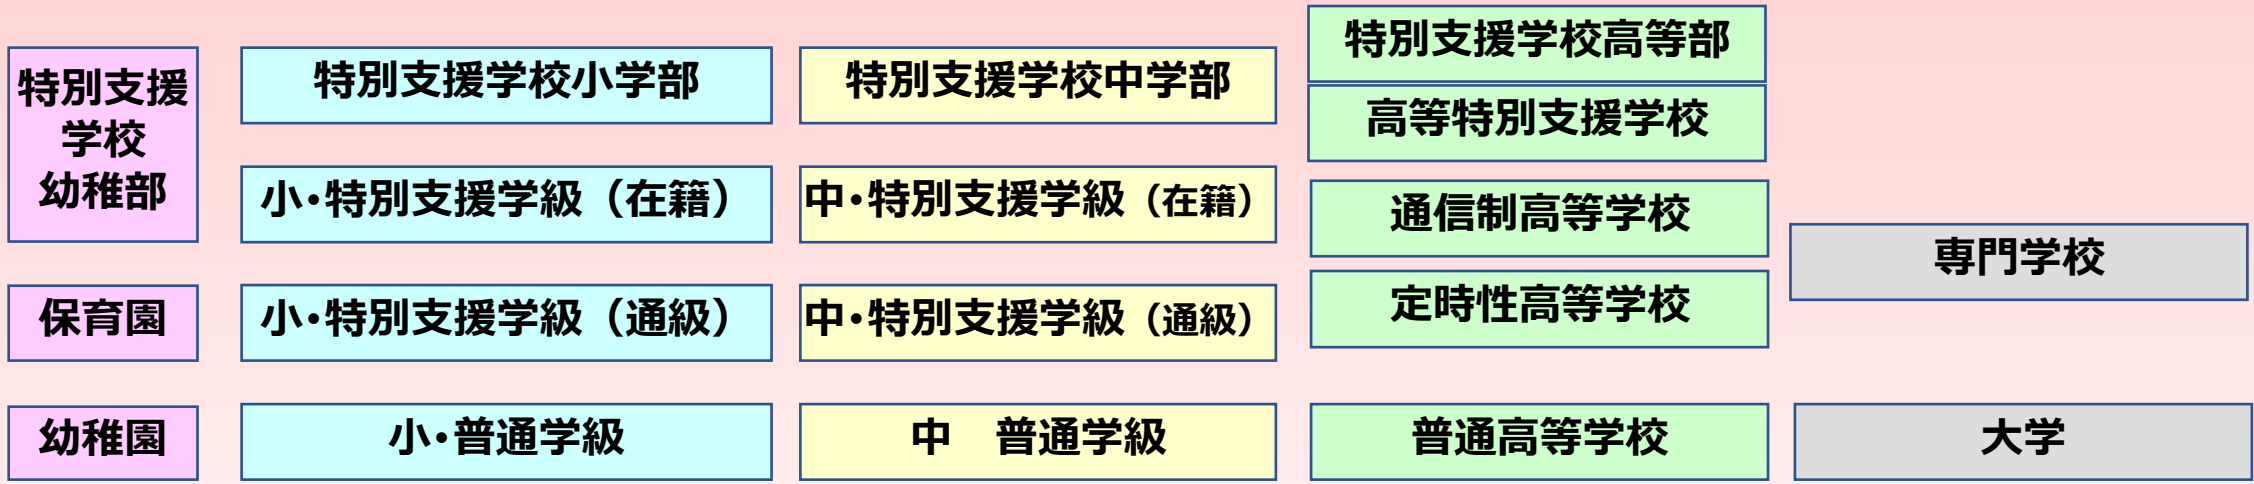 特別支援
学校
幼稚部
保育園
幼稚園
特別支援学校小学部
小・特別支援学級（在籍）
小・特別支援学級（通級）
小・普通学級
特別支援学校中学部
中・特別支援学級（在籍）
中・特別支援学級（通級）
中　普通学級
特別支援学校高等部
高等特別支援学校
通信制高等学校
定時性高等学校
普通高等学校
専門学校
大学